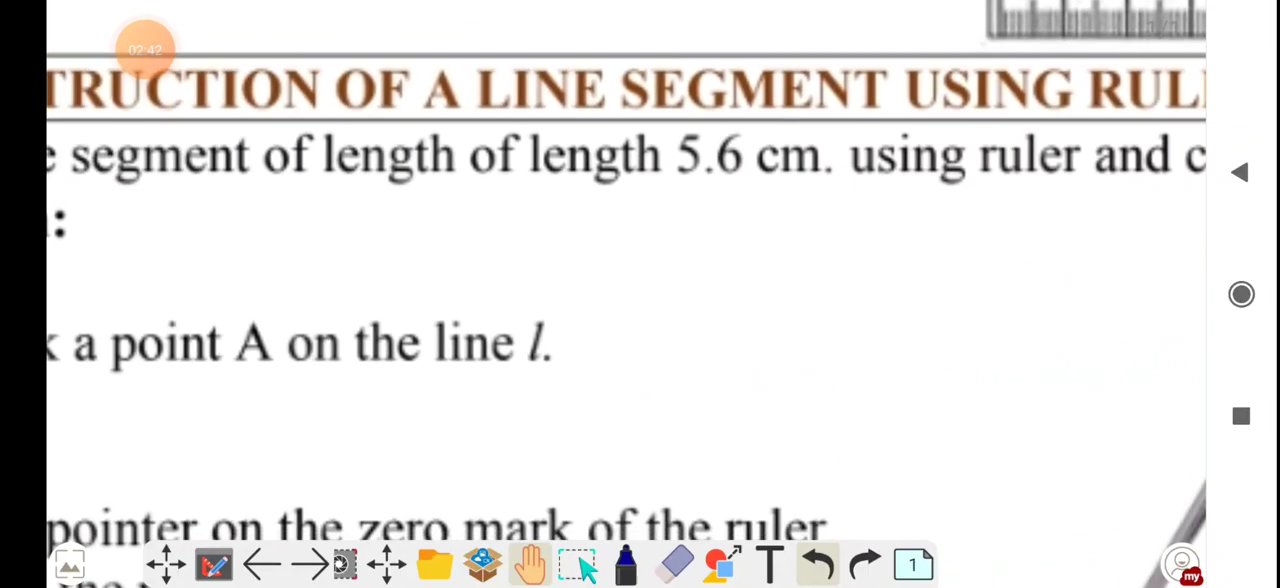 02:42
TRUCTION OF A LINE SEGMENT USING RUL
e segment of length of length 5.6 cm. using ruler and c
:
k a point A on the line l.
pointer on the zero mark of the ruler
T
1
my